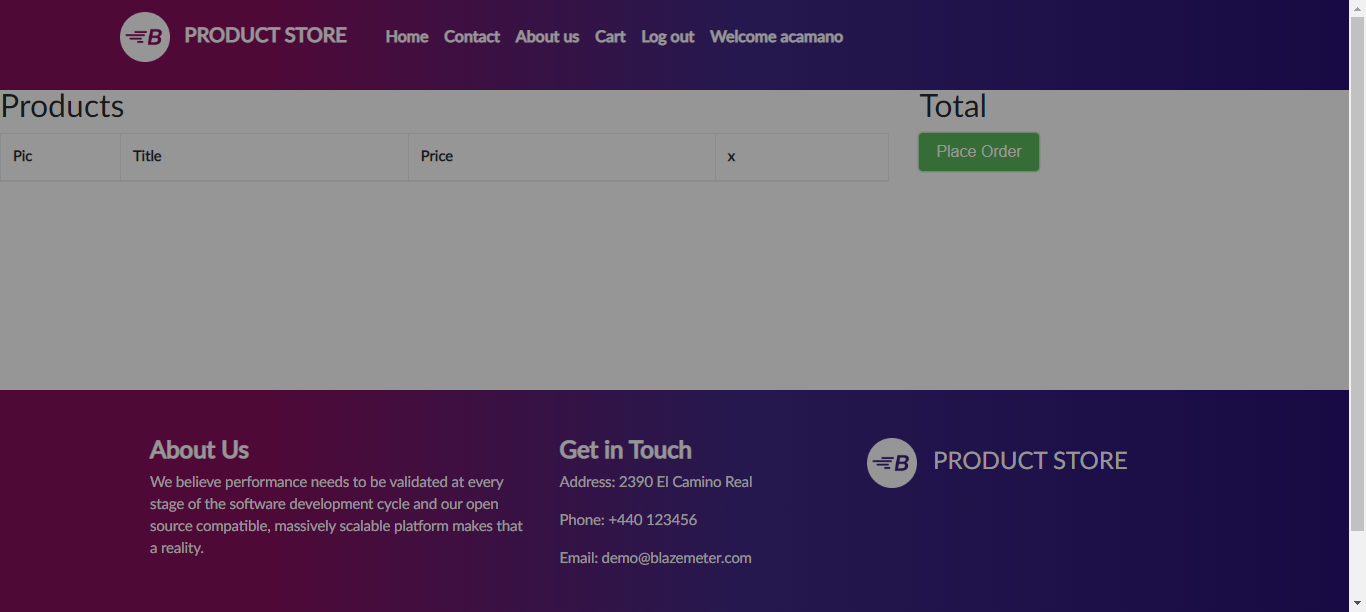 B PRODUCT STORE Home Contact About us Cart Log out Welcome acamano
Products
Pic Title Price x
Total
Place Order
About Us
We believe performance needs to be validated at every
stage of the software development cycle and our open
source compatible, massively scalable platform makes that
a reality.
Get in Touch
Address: 2390 El Camino Real
Phone: +440 123456
Email: demo@blazemeter.com
B PRODUCT STORE